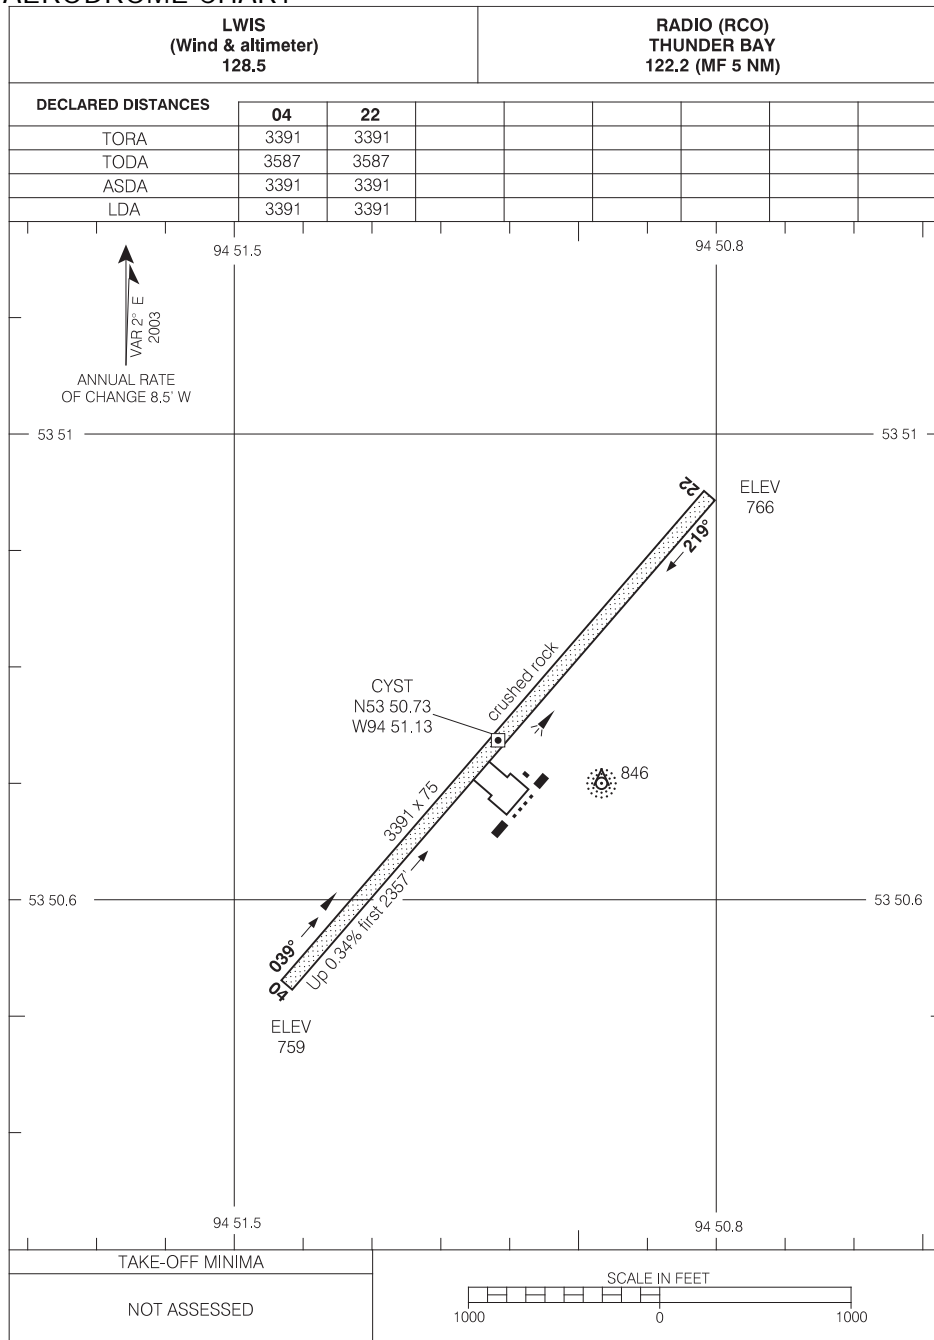 AERODROME CHART
LWIS
(Wind & altimeter)
128.5
RADIO (RCO)
THUNDER BAY
122.2 (MF 5 NM)
DECLARED DISTANCES
04 22
TORA 3391 3391
TODA 3587 3587
ASDA 3391 3391
LDA 3391 3391
94 51.5 94 50.8
VAR 2° E
2003
ANNUAL RATE
OF CHANGE 8.5' W
53 51 53 51
22
ELEV
766
219°
crushed rock
CYST
N53 50.73
W94 51.13
846
3391 x 75
53 50.6 53 50.6
Up 0.34% first 2357'
039°
04
ELEV
759
94 51.5 94 50.8
TAKE-OFF MINIMA
NOT ASSESSED
SCALE IN FEET
1000 0 1000